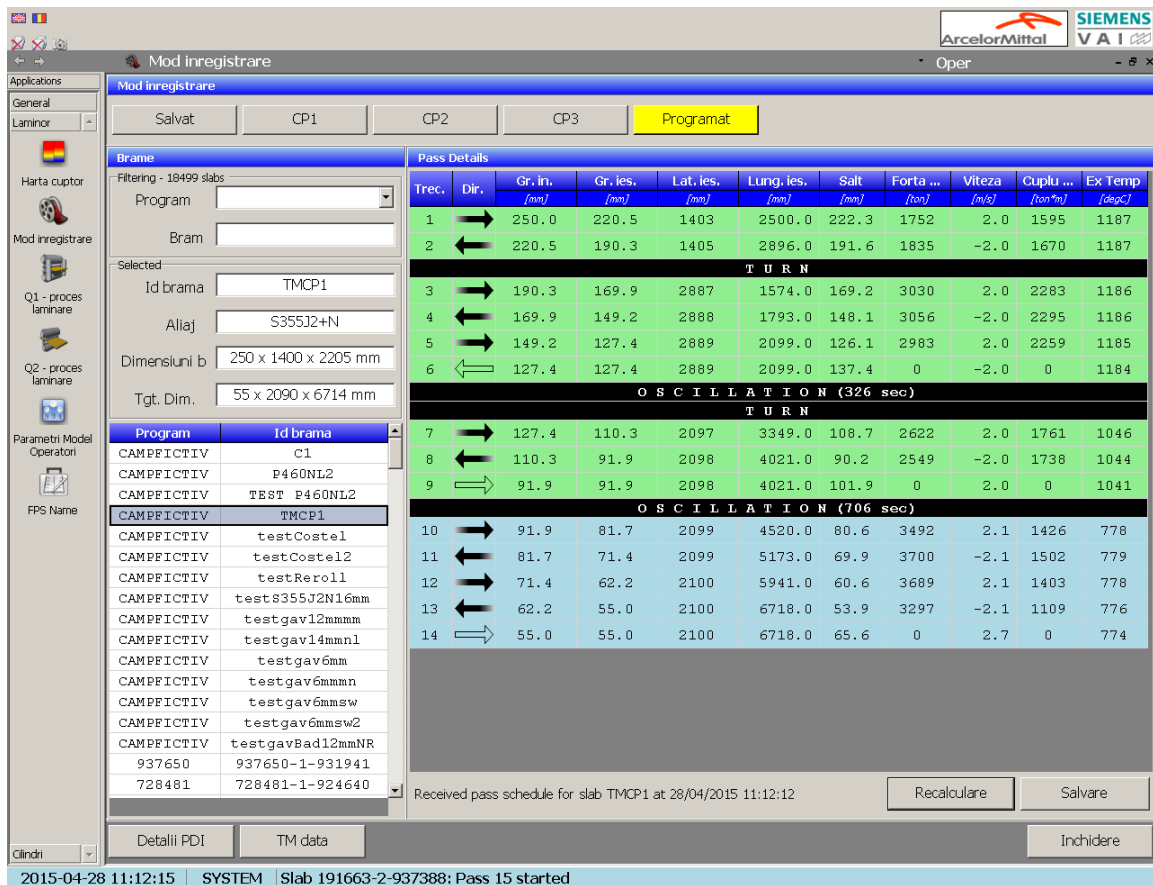 ArcelorMittal
SIEMENS
VAI
Mod inregistrare
Oper
Applications
General
Laminor
Harta cuptor
Mod inregistrare
Q1 - proces
laminare
Q2 - proces
laminare
Parametri Model
Operatori
FPS Name
Cilindri
Mod inregistrare
Salvat CP1 CP2 CP3 Programat
Brame
Filtering - 18499 slabs
Program
Bram
Selected
Id brama TMCP1
Aliaj S355J2+N
Dimensiuni b 250 x 1400 x 2205 mm
Tgt. Dim. 55 x 2090 x 6714 mm
Program Id brama
CAMPFICTIV C1
CAMPFICTIV P460NL2
CAMPFICTIV TEST P460NL2
CAMPFICTIV TMCP1
CAMPFICTIV testCostel
CAMPFICTIV testCostel2
CAMPFICTIV testReroll
CAMPFICTIV testS355J2N16mm
CAMPFICTIV testgav12mmmm
CAMPFICTIV testgav14mmnl
CAMPFICTIV testgav6mm
CAMPFICTIV testgav6mmmn
CAMPFICTIV testgav6mmsw
CAMPFICTIV testgav6mmsw2
CAMPFICTIV testgavBad12mmNR
937650 937650-1-931941
728481 728481-1-924640
Pass Details
Trec. Dir. Gr. in. Gr. ies. Lat. ies. Lung. ies. Salt Forta ... Viteza Cuplu ... Ex Temp
[mm] [mm] [mm] [mm] [mm] [ton] [m/s] [ton*m] [degC]
1 250.0 220.5 1403 2500.0 222.3 1752 2.0 1595 1187
2 220.5 190.3 1405 2896.0 191.6 1835 -2.0 1670 1187
TURN
3 190.3 169.9 2887 1574.0 169.2 3030 2.0 2283 1186
4 169.9 149.2 2888 1793.0 148.1 3056 -2.0 2295 1186
5 149.2 127.4 2889 2099.0 126.1 2983 2.0 2259 1185
6 127.4 127.4 2889 2099.0 137.4 0 -2.0 0 1184
OSCILLATION (326 sec)
TURN
7 127.4 110.3 2097 3349.0 108.7 2622 2.0 1761 1046
8 110.3 91.9 2098 4021.0 90.2 2549 -2.0 1738 1044
9 91.9 91.9 2098 4021.0 101.9 0 2.0 0 1041
OSCILLATION (706 sec)
10 91.9 81.7 2099 4520.0 80.6 3492 2.1 1426 778
11 81.7 71.4 2099 5173.0 69.9 3700 -2.1 1502 779
12 71.4 62.2 2100 5941.0 60.6 3689 2.1 1403 778
13 62.2 55.0 2100 6718.0 53.9 3297 -2.1 1109 776
14 55.0 55.0 2100 6718.0 65.6 0 2.7 0 774
Received pass schedule for slab TMCP1 at 28/04/2015 11:12:12
Recalculare Salvare
Detalii PDI TM data Inchidere
2015-04-28 11:12:15 SYSTEM Slab 191663-2-937388: Pass 15 started